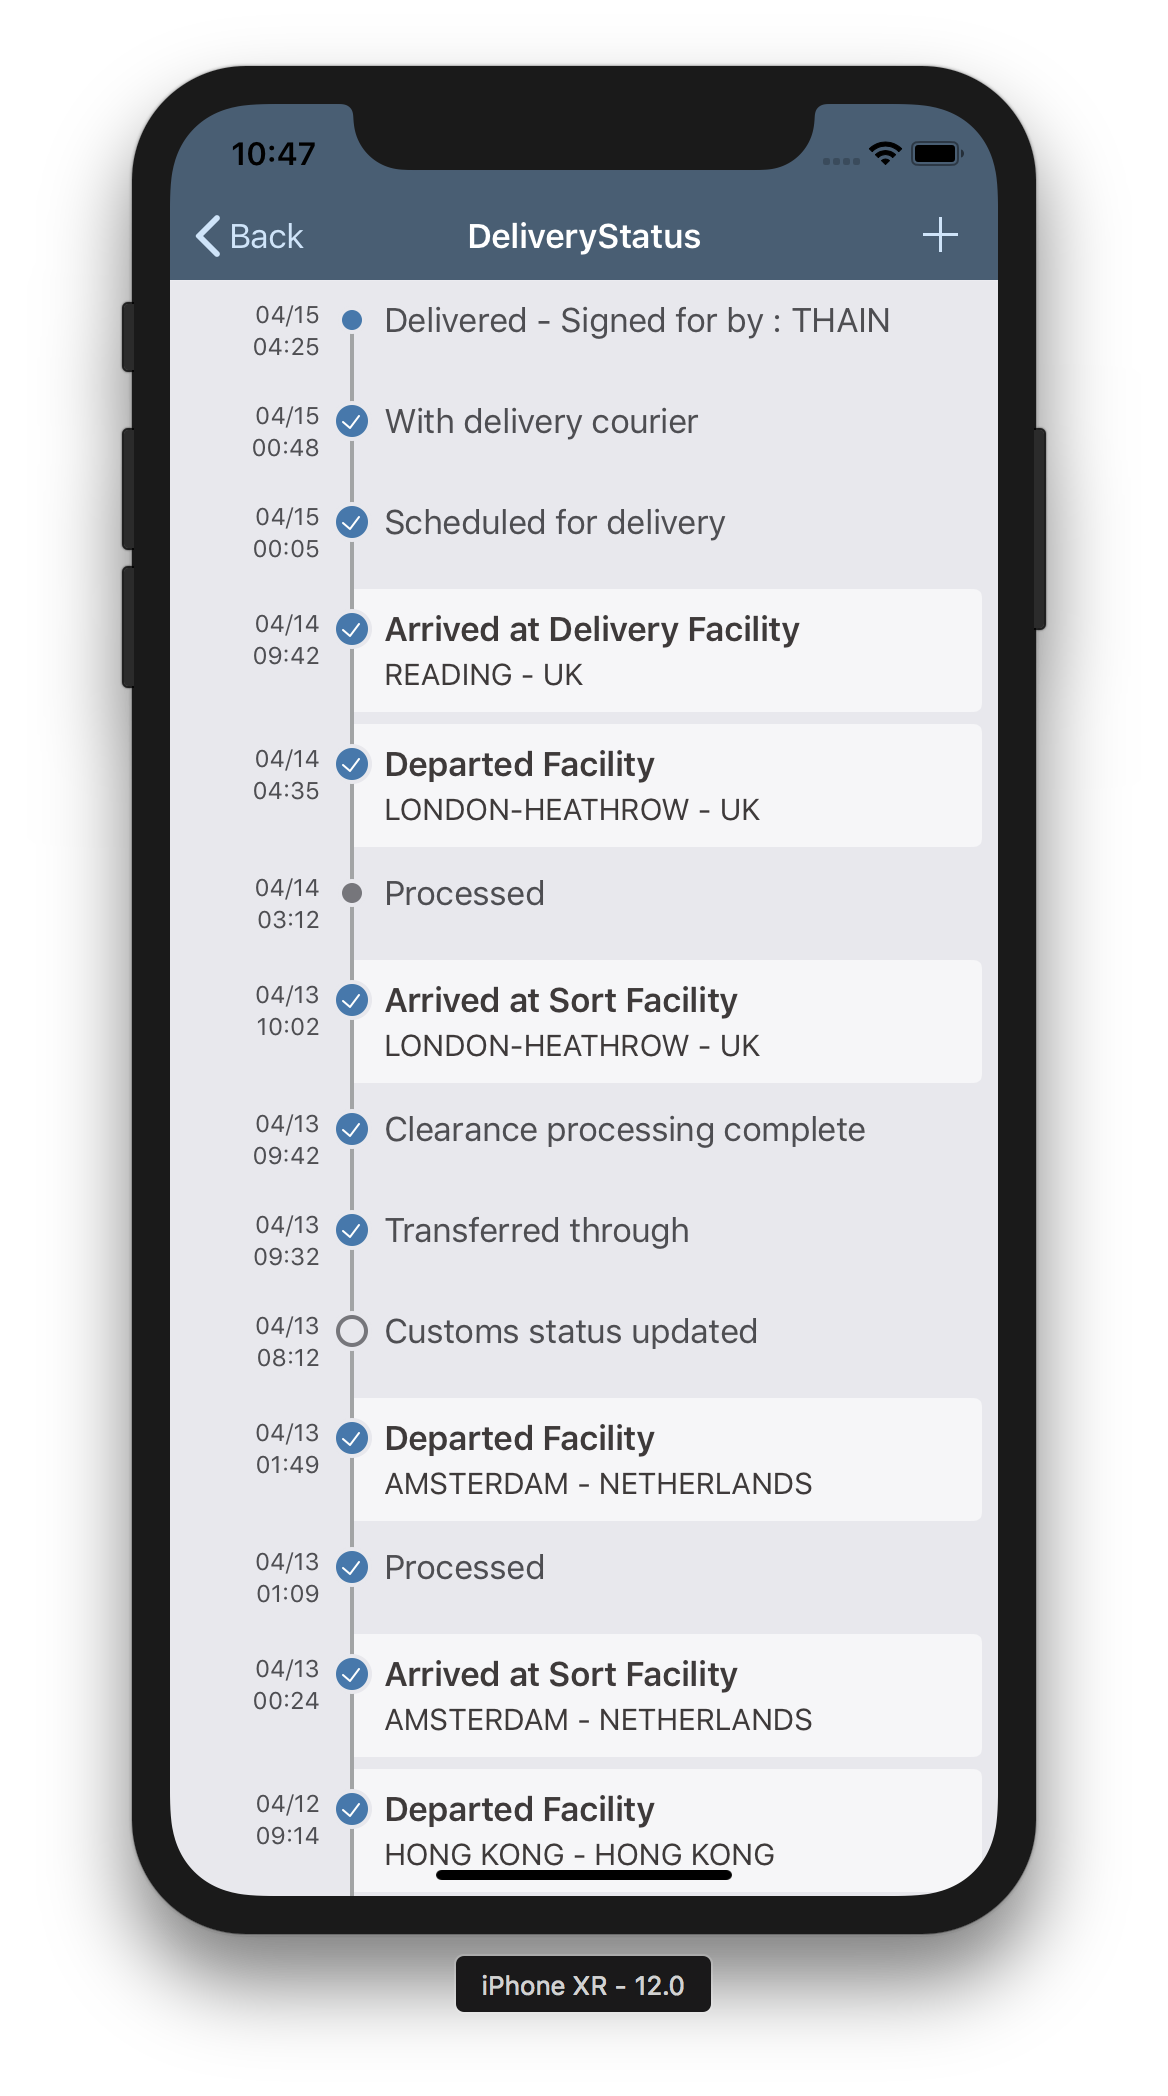 10:47
Back
DeliveryStatus
04/15
04:25
Delivered - Signed for by : THAIN
04/15
00:48
With delivery courier
04/15
00:05
Scheduled for delivery
04/14
09:42
Arrived at Delivery Facility
READING - UK
04/14
04:35
Departed Facility
LONDON-HEATHROW - UK
04/14
03:12
Processed
04/13
10:02
Arrived at Sort Facility
LONDON-HEATHROW - UK
04/13
09:42
Clearance processing complete
04/13
09:32
Transferred through
04/13
08:12
Customs status updated
04/13
01:49
Departed Facility
AMSTERDAM - NETHERLANDS
04/13
01:09
Processed
04/13
00:24
Arrived at Sort Facility
AMSTERDAM - NETHERLANDS
04/12
09:14
Departed Facility
HONG KONG - HONG KONG
iPhone XR - 12.0